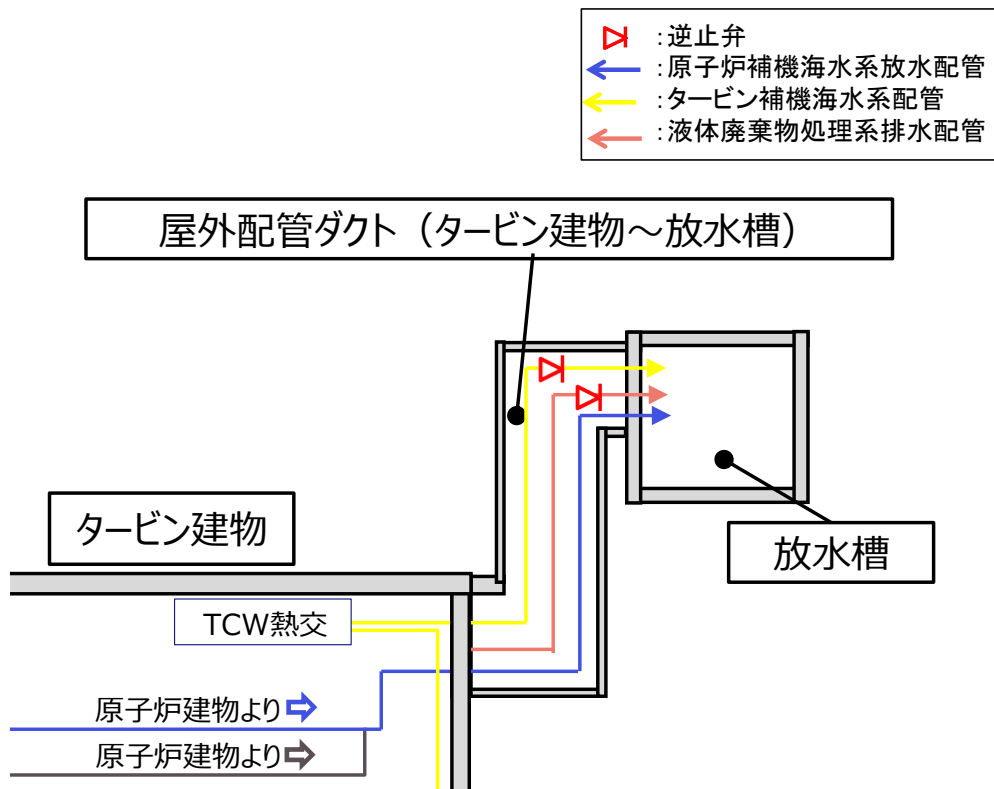 ：逆止弁
：原子炉補機海水系放水配管
：タービン補機海水系配管
：液体廃棄物処理系排水配管
屋外配管ダクト（タービン建物～放水槽）
タービン建物
放水槽
TCW熱交
原子炉建物より
原子炉建物より